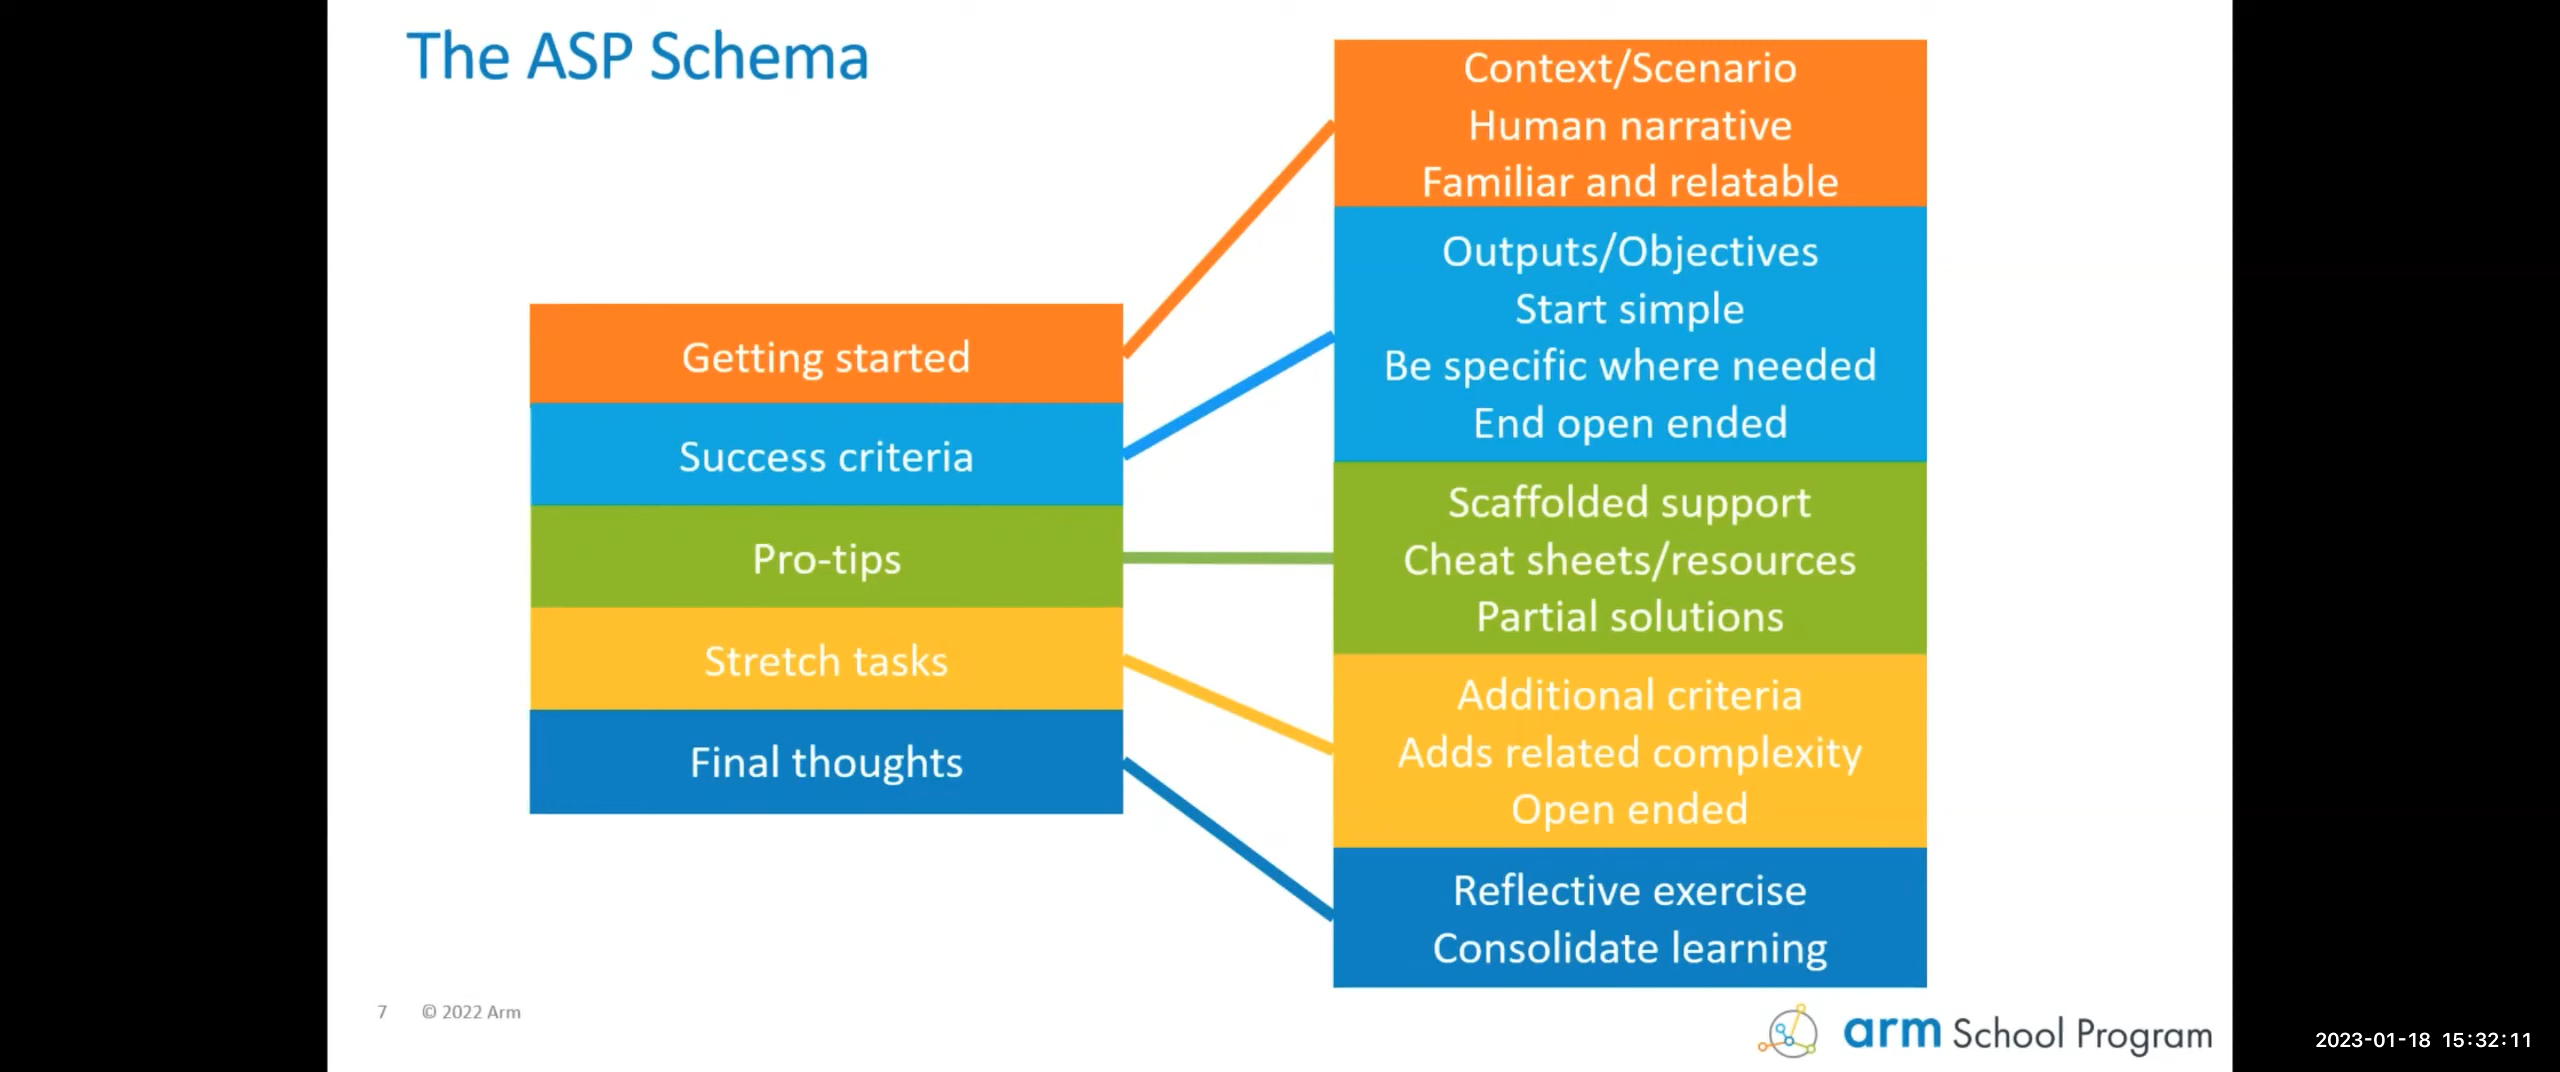 The ASP Schema
Getting started
Success criteria
Pro-tips
Stretch tasks
Final thoughts
Context/Scenario
Human narrative
Familiar and relatable
Outputs/Objectives
Start simple
Be specific where needed
End open ended
Scaffolded support
Cheat sheets/resources
Partial solutions
Additional criteria
Adds related complexity
Open ended
Reflective exercise
Consolidate learning
7 © 2022 Arm
arm School Program
2023-01-18 15:32:11